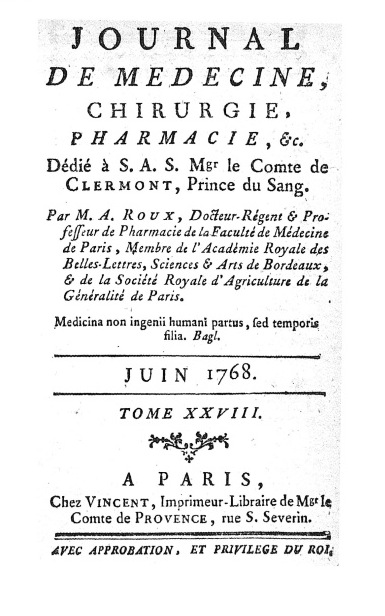 JOURNAL
DE MEDECINE,
CHIRURGIE,
PHARMACIE, &c.
Dédié à S. A. S. Mgr le Comte de
CLERMONT, Prince du Sang.
Par M. A. ROUX, Docteur-Régent & Pro-
feſſeur de Pharmacie de la Faculté de Médecine
de Paris, Membre de l'Académie Royale des
Belles-Lettres, Sciences & Arts de Bordeaux,
& de la Société Royale d'Agriculture de la
Généralité de Paris.
Medicina non ingenii humani partus, ſed temporis
filia. Bagl.
JUIN 1768.
TOME XXVIII.
A PARIS,
Chez VINCENT, Imprimeur-Libraire de Mgr le
Comte de PROVENCE, rue S. Severin.
AVEC APPROBATION, ET PRIVILEGE DU ROI.